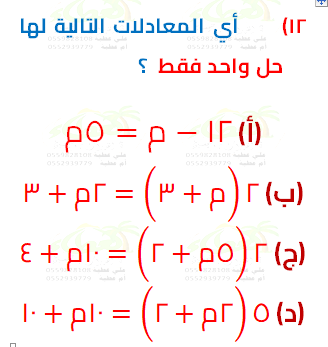 ١٢) أي المعادلات التالية لها
حل واحد فقط ؟
(أ) ١٢ − م = ٥م
(ب) ٢(م + ٣) = ٢م + ٣
(ج) ٢(٥م + ٢) = ١٠م + ٤
(د) ٥(٢م + ٢) = ١٠م + ١٠